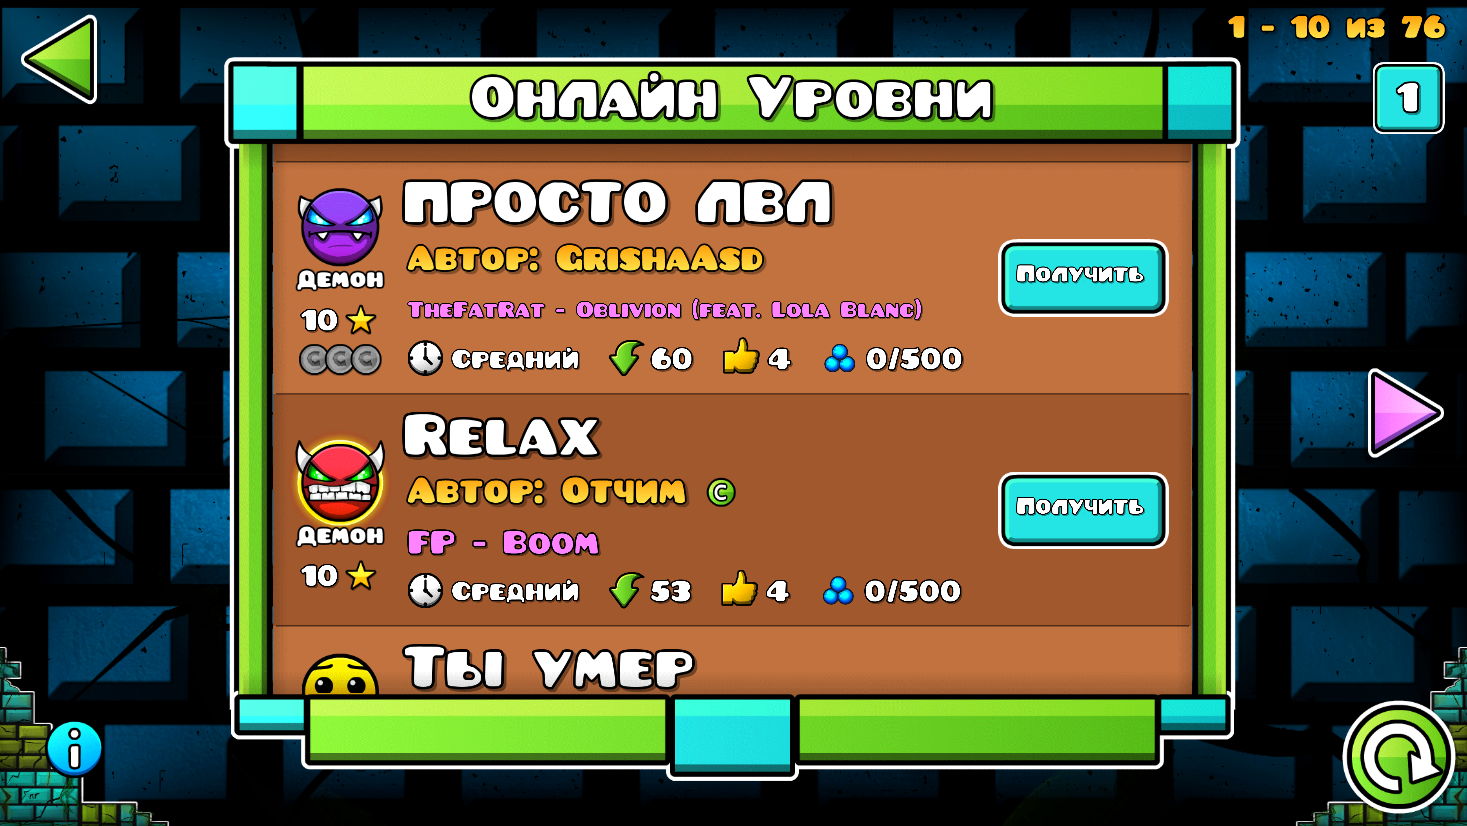 1 - 10 из 76
Онлайн Уровни
1
ПРОСТО ЛВЛ
Автор: GrishaAsd
TheFatRat - Oblivion (feat. Lola Blanc)
Демон
10
Средний 60 4 0/500
Получить
Relax
Автор: Отчим
FP - Boom
Демон
10
Средний 53 4 0/500
Получить
Ты умер